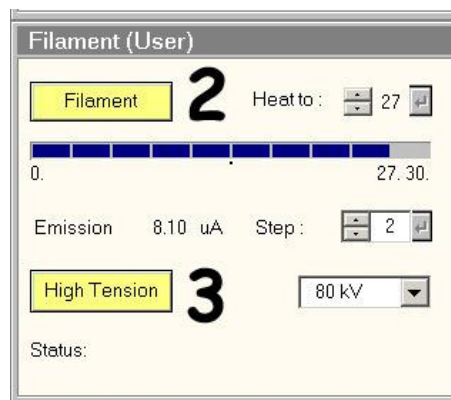 Filament (User)
Filament 2 Heat to : 27
0. 27. 30.
Emission 8.10 uA Step : 2
High Tension 3 80 kV
Status: